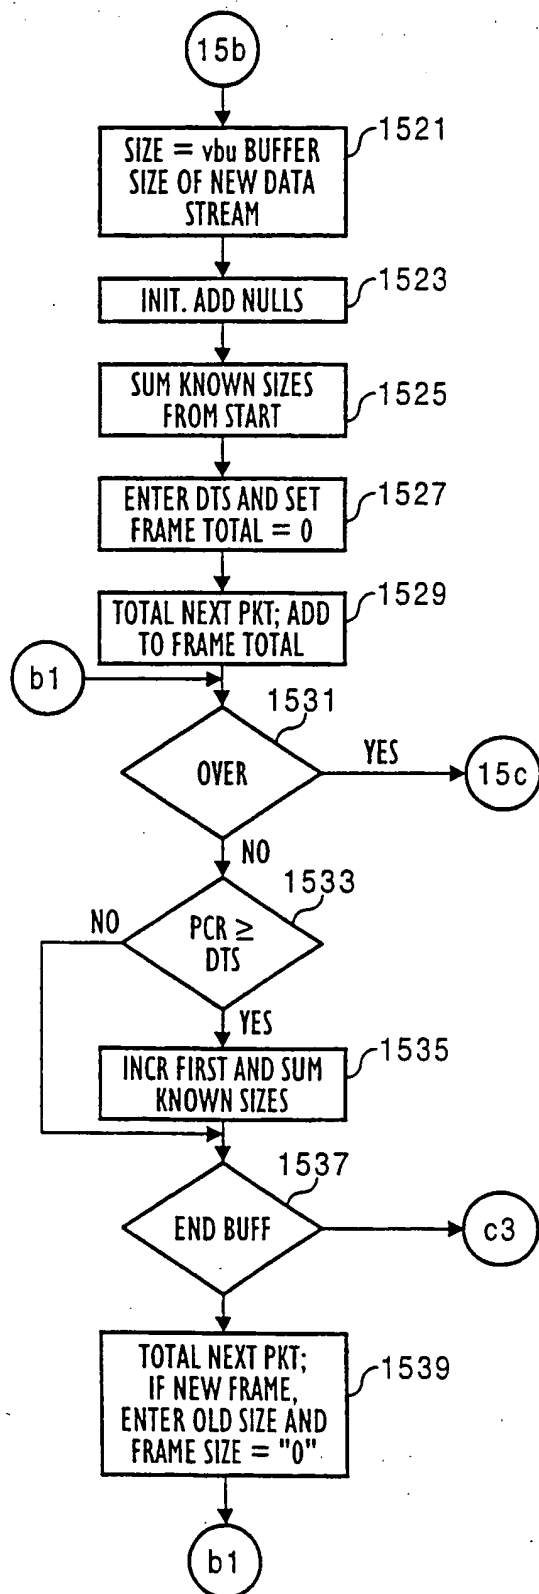 15b
1521
SIZE = vbu BUFFER
SIZE OF NEW DATA
STREAM
1523
INIT. ADD NULLS
1525
SUM KNOWN SIZES
FROM START
1527
ENTER DTS AND SET
FRAME TOTAL = 0
1529
TOTAL NEXT PKT; ADD
TO FRAME TOTAL
b1
1531
OVER
YES
15c
NO
1533
NO
PCR ≥
DTS
YES
1535
INCR FIRST AND SUM
KNOWN SIZES
1537
END BUFF
c3
1539
TOTAL NEXT PKT;
IF NEW FRAME,
ENTER OLD SIZE AND
FRAME SIZE = "0"
b1